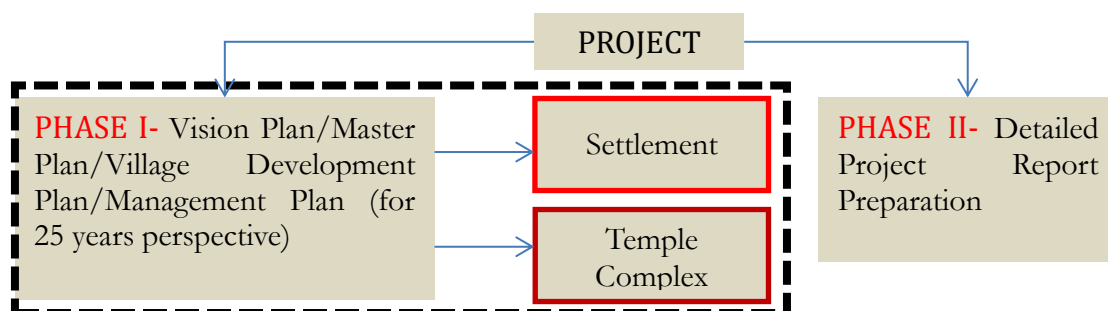 PROJECT
PHASE I- Vision Plan/Master
Plan/Village Development
Plan/Management Plan (for
25 years perspective)
Settlement
Temple
Complex
PHASE II- Detailed
Project Report
Preparation